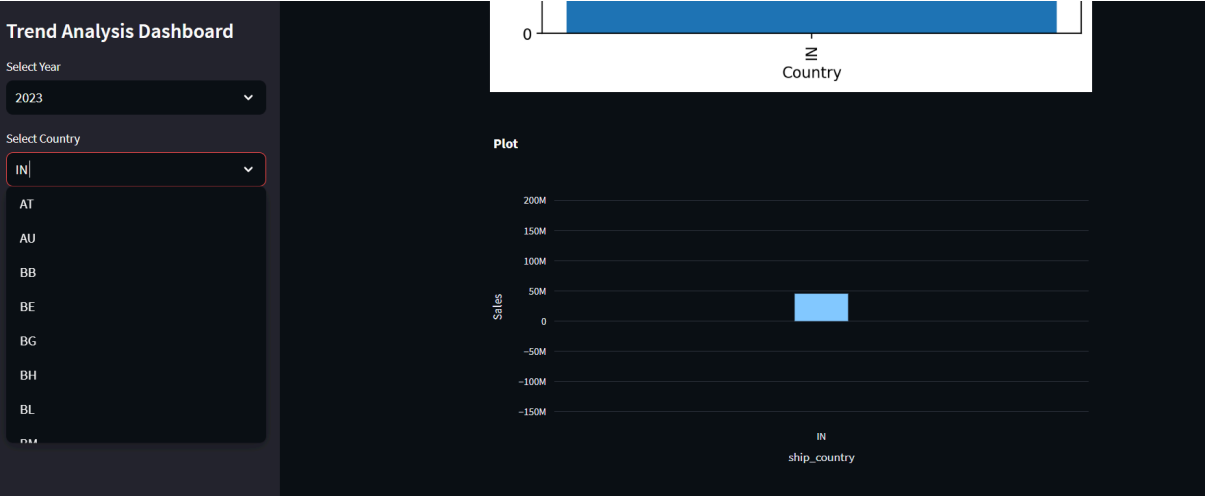 Trend Analysis Dashboard
Select Year
2023
Select Country
IN
AT
AU
BB
BE
BG
BH
BL
BM
0
IN
Country
Plot
200M
150M
100M
50M
0
−50M
−100M
−150M
Sales
IN
ship_country